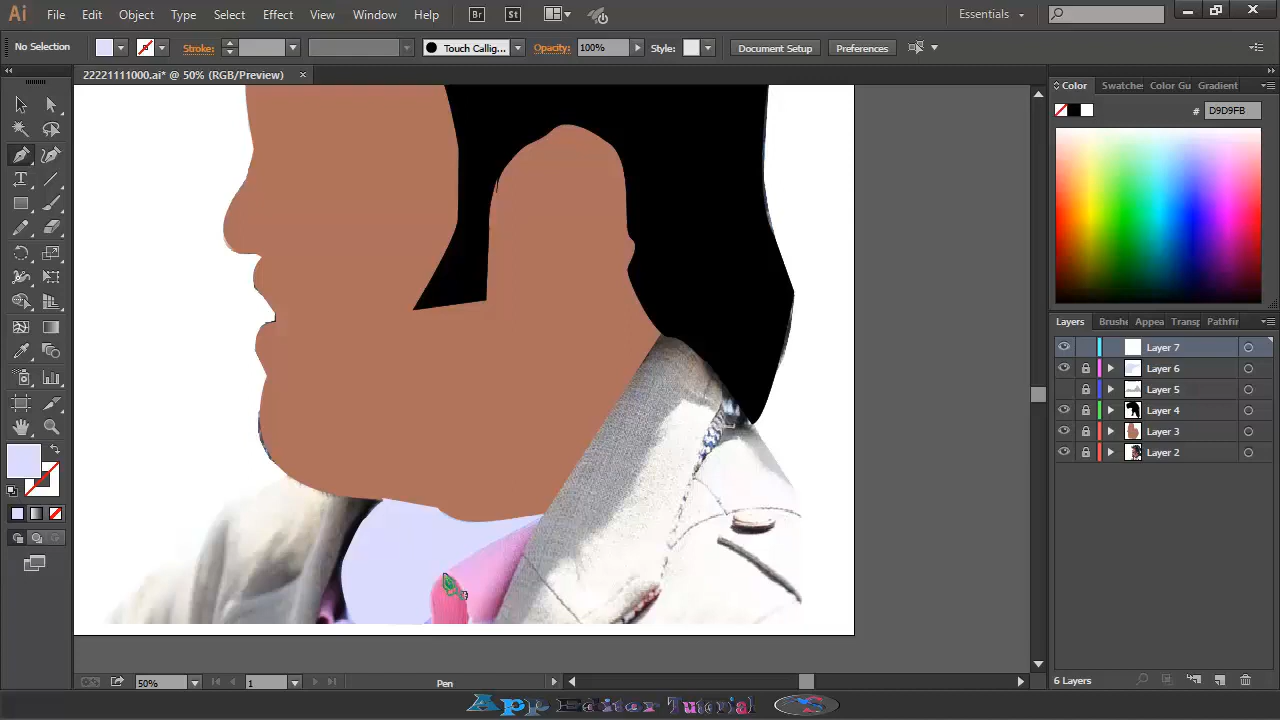 Ai File Edit Object Type Select Effect View Window Help Br St Essentials
No Selection Stroke: Touch Callig... Opacity: 100% Style: Document Setup Preferences
22221111000.ai* @ 50% (RGB/Preview) ×
Color Swatches Color Gu Gradient
# D9D9FB
Layers Brushe Appea Transp Pathfin
Layer 7
Layer 6
Layer 5
Layer 4
Layer 3
Layer 2
50% 1 Pen 6 Layers
App Editor Tutorial